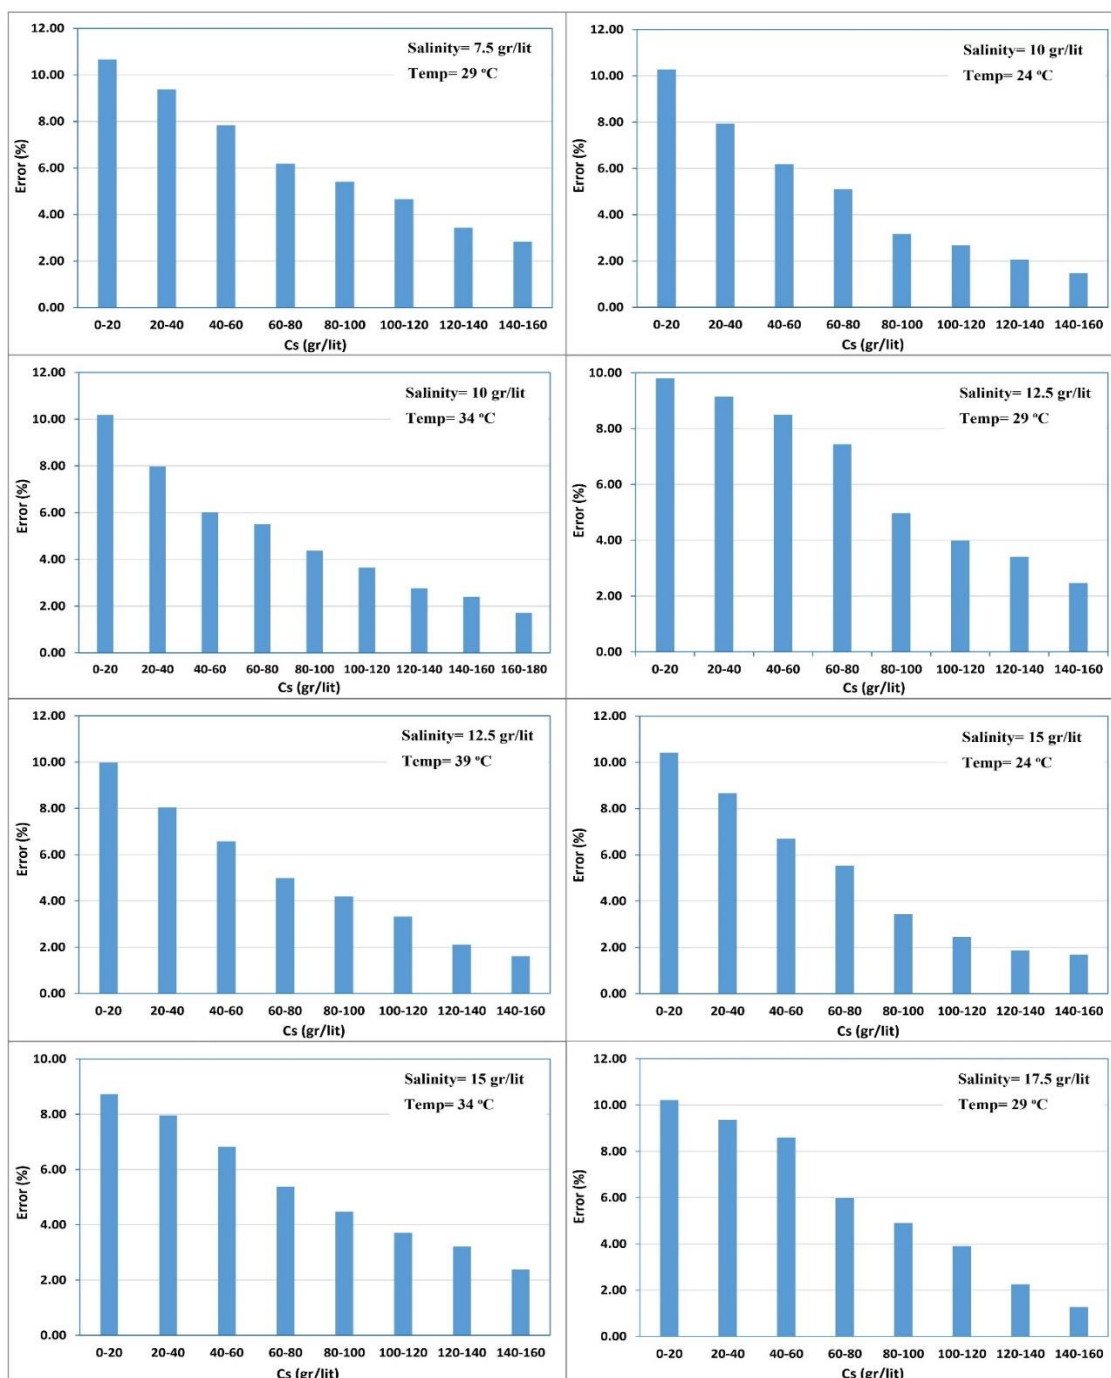 12.00
10.00
8.00
6.00
4.00
2.00
0.00
Error (%)
Salinity= 7.5 gr/lit
Temp= 29 ºC
0-20 20-40 40-60 60-80 80-100 100-120 120-140 140-160
Cs (gr/lit)
12.00
10.00
8.00
6.00
4.00
2.00
0.00
Error (%)
Salinity= 10 gr/lit
Temp= 24 ºC
0-20 20-40 40-60 60-80 80-100 100-120 120-140 140-160
Cs (gr/lit)
12.00
10.00
8.00
6.00
4.00
2.00
0.00
Error (%)
Salinity= 10 gr/lit
Temp= 34 ºC
0-20 20-40 40-60 60-80 80-100 100-120 120-140 140-160 160-180
Cs (gr/lit)
10.00
8.00
6.00
4.00
2.00
0.00
Error (%)
Salinity= 12.5 gr/lit
Temp= 29 ºC
0-20 20-40 40-60 60-80 80-100 100-120 120-140 140-160
Cs (gr/lit)
12.00
10.00
8.00
6.00
4.00
2.00
0.00
Error (%)
Salinity= 12.5 gr/lit
Temp= 39 ºC
0-20 20-40 40-60 60-80 80-100 100-120 120-140 140-160
Cs (gr/lit)
12.00
10.00
8.00
6.00
4.00
2.00
0.00
Error (%)
Salinity= 15 gr/lit
Temp= 24 ºC
0-20 20-40 40-60 60-80 80-100 100-120 120-140 140-160
Cs (gr/lit)
10.00
8.00
6.00
4.00
2.00
0.00
Error (%)
Salinity= 15 gr/lit
Temp= 34 ºC
0-20 20-40 40-60 60-80 80-100 100-120 120-140 140-160
Cs (gr/lit)
12.00
10.00
8.00
6.00
4.00
2.00
0.00
Error (%)
Salinity= 17.5 gr/lit
Temp= 29 ºC
0-20 20-40 40-60 60-80 80-100 100-120 120-140 140-160
Cs (gr/lit)